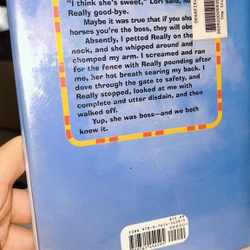 "I think she's sweet," Lori said, hu
Really good-bye.
Maybe it was true that if you sho
horses you're the boss, they will obe
Absently, I petted Really on the
neck, and she whipped around and
chomped my arm. I screamed and ran
for the fence with Really pounding after
me, her hot breath searing my back. I
dove through the gate to safety, and
Really stopped, looked at me with
complete and utter disdain, and then
walked off.
Yup, she was boss—and we both
knew it.